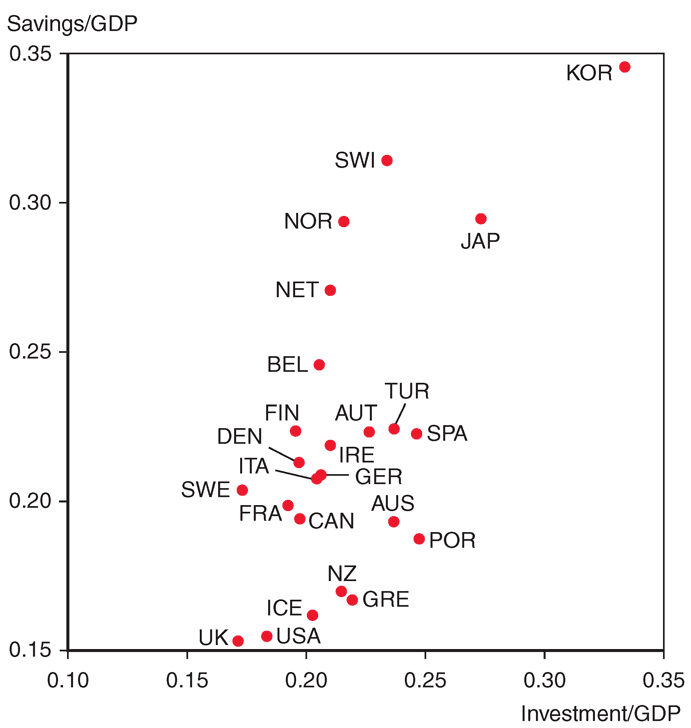 Savings/GDP
0.35
KOR
SWI
0.30
NOR
JAP
NET
0.25
BEL
TUR
FIN
AUT
DEN
SPA
IRE
ITA
GER
SWE
0.20
AUS
FRA
CAN
POR
NZ
ICE
GRE
UK
USA
0.15
0.10
0.15
0.20
0.25
0.30
0.35
Investment/GDP